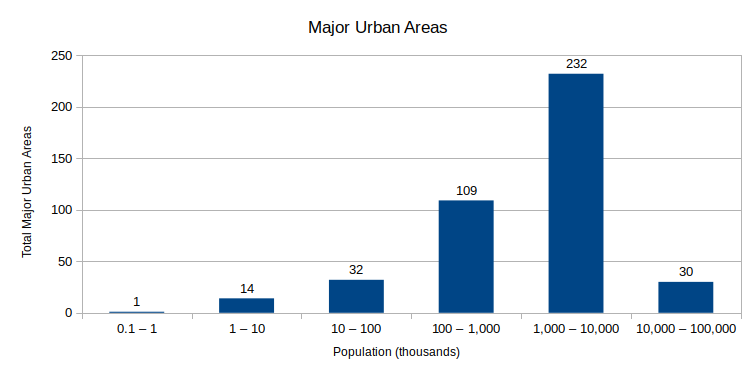 Major Urban Areas
250
200
150
100
50
0
Total Major Urban Areas
1
14
32
109
232
30
0.1 – 1
1 – 10
10 – 100
100 – 1,000
1,000 – 10,000
10,000 – 100,000
Population (thousands)